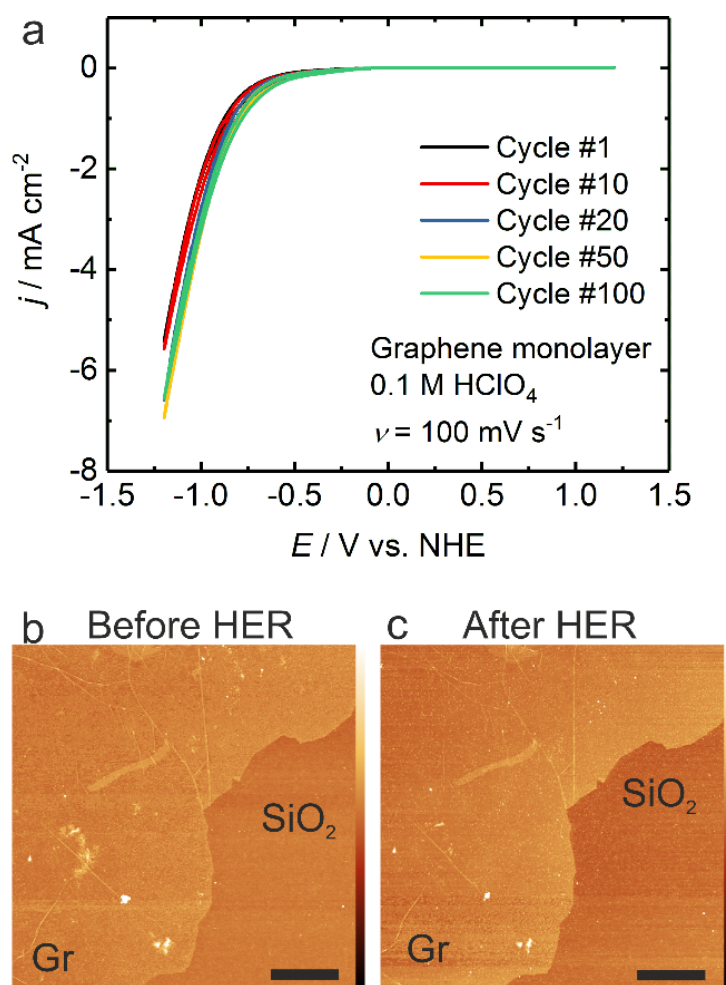 a
0
-2
-4
-6
-8
j / mA cm⁻²
Cycle #1
Cycle #10
Cycle #20
Cycle #50
Cycle #100
Graphene monolayer
0.1 M HClO₄
ν = 100 mV s⁻¹
-1.5 -1.0 -0.5 0.0 0.5 1.0 1.5
E / V vs. NHE
b Before HER
c After HER
SiO₂
SiO₂
Gr
Gr